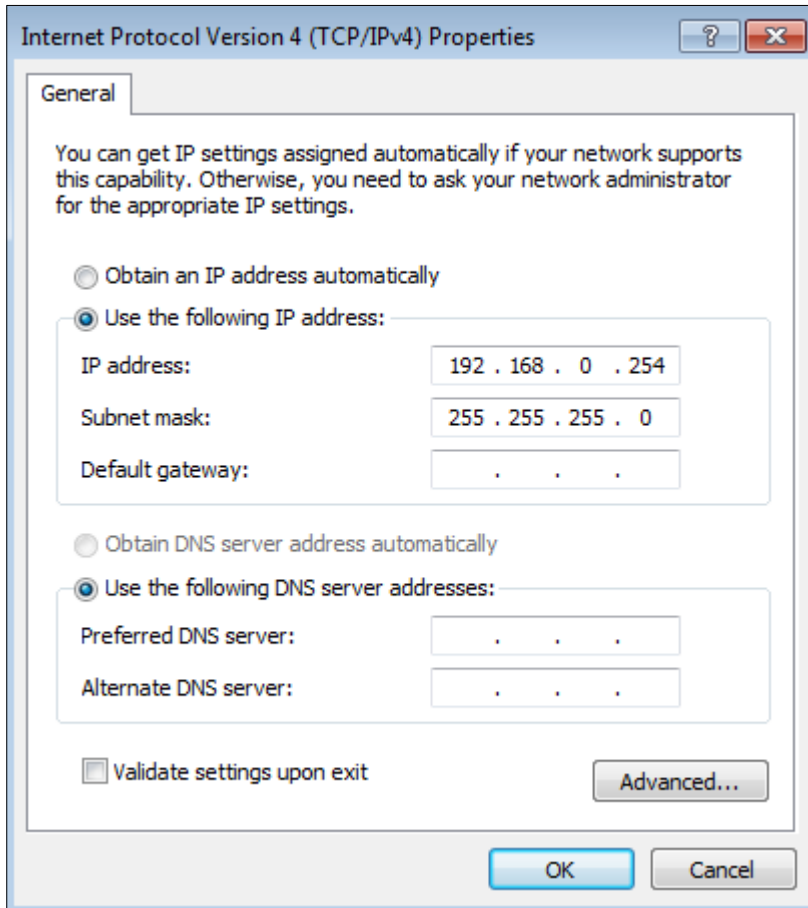 Internet Protocol Version 4 (TCP/IPv4) Properties
?
General
You can get IP settings assigned automatically if your network supports
this capability. Otherwise, you need to ask your network administrator
for the appropriate IP settings.
Obtain an IP address automatically
Use the following IP address:
IP address: 192 . 168 . 0 . 254
Subnet mask: 255 . 255 . 255 . 0
Default gateway: . . .
Obtain DNS server address automatically
Use the following DNS server addresses:
Preferred DNS server: . . .
Alternate DNS server: . . .
Validate settings upon exit
Advanced...
OK Cancel